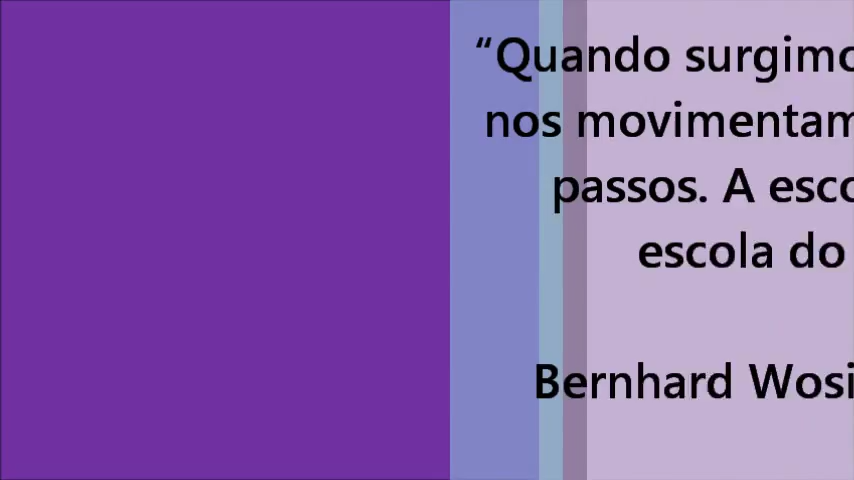 “Quando surgimo
nos movimentam
passos. A esco
escola do
Bernhard Wosi